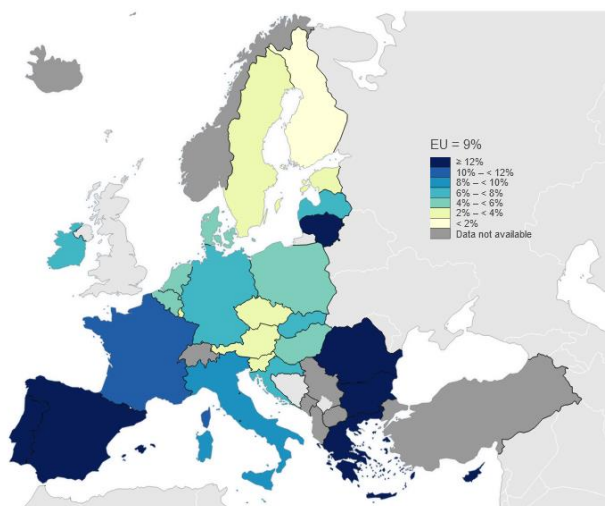 EU = 9%
≥ 12%
10% – < 12%
8% – < 10%
6% – < 8%
4% – < 6%
2% – < 4%
< 2%
Data not available